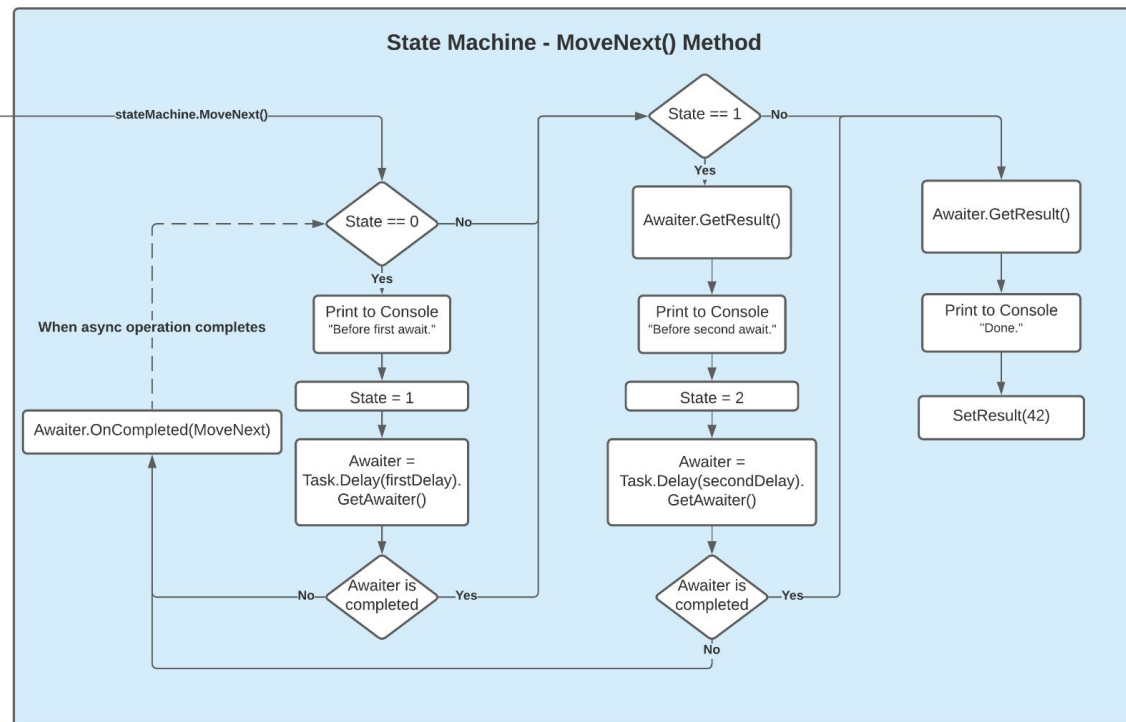 State Machine - MoveNext() Method
stateMachine.MoveNext()
State == 0
No
Yes
Print to Console
"Before first await."
State = 1
Awaiter =
Task.Delay(firstDelay).
GetAwaiter()
Awaiter is
completed
No
Yes
When async operation completes
Awaiter.OnCompleted(MoveNext)
State == 1
No
Yes
Awaiter.GetResult()
Print to Console
"Before second await."
State = 2
Awaiter =
Task.Delay(secondDelay).
GetAwaiter()
Awaiter is
completed
Yes
No
Awaiter.GetResult()
Print to Console
"Done."
SetResult(42)